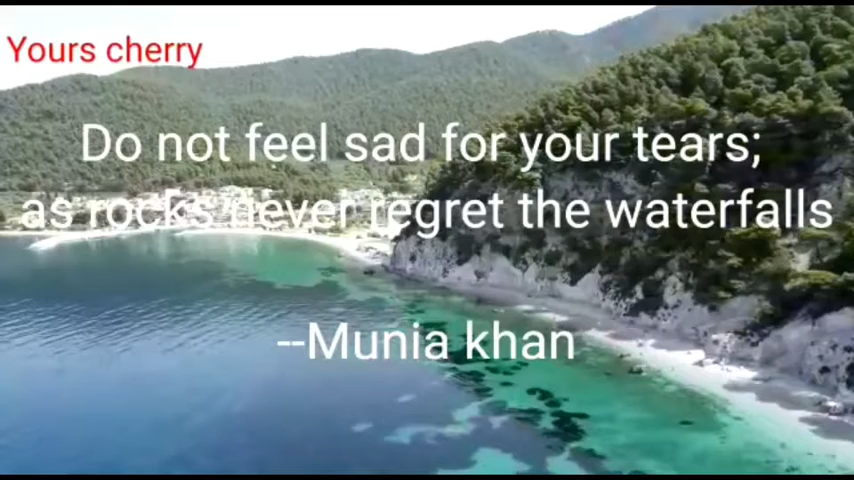 Yours cherry
Do not feel sad for your tears;
as rocks never regret the waterfalls
--Munia khan